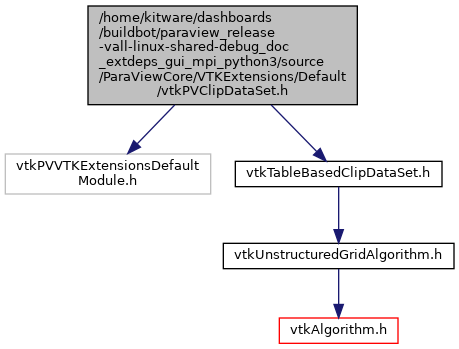 /home/kitware/dashboards
/buildbot/paraview_release
-vall-linux-shared-debug_doc
_extdeps_gui_mpi_python3/source
/ParaViewCore/VTKExtensions/Default
/vtkPVClipDataSet.h
vtkPVVTKExtensionsDefault
Module.h
vtkTableBasedClipDataSet.h
vtkUnstructuredGridAlgorithm.h
vtkAlgorithm.h